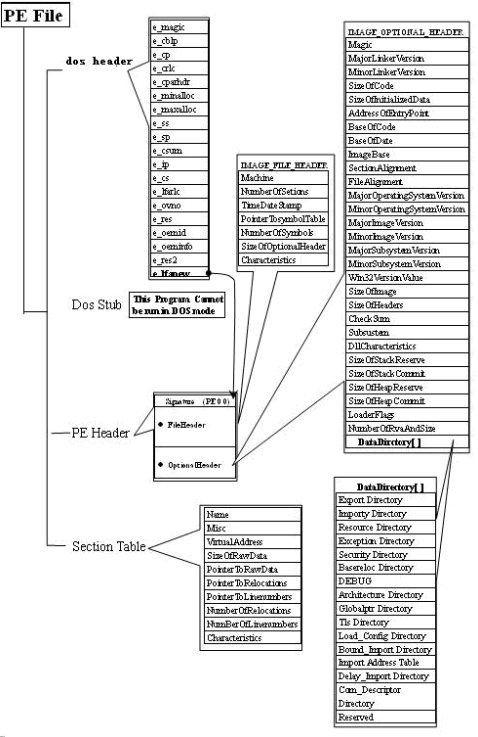 PE File
dos header
e_magic
e_cblp
e_cp
e_crlc
e_cparhdr
e_minalloc
e_maxalloc
e_ss
e_sp
e_csum
e_ip
e_cs
e_lfarlc
e_ovno
e_res
e_oemid
e_oeminfo
e_res2
e_lfanew
Dos Stub
This Program Cannot
be run in DOS mode
PE Header
Signature (PE 0 0)
FileHeader
OptionalHeader
IMAGE_FILE_HEADER
Machine
NumberOfSetions
TimeDateStamp
PointerTosymbolTable
NumberOfSymbols
SizeOfOptionalHeader
Characteristics
IMAGE_OPTIONAL_HEADER
Magic
MajorLinkerVersion
MinorLinkerVersion
SizeOfCode
SizeOfInitializedData
AddressOfEntryPoint
BaseOfCode
BaseOfDate
ImageBase
SectionAlignment
FileAlignment
MajorOperatingSystemVersion
MinorOperatingSystemVersion
MajorImageVersion
MinorImageVersion
MajorSubsystemVersion
MinorSubsystemVersion
Win32VersionValue
SizeOfImage
SizeOfHeaders
CheckSum
Subsustem
DllCharacteristics
SizeOfStackReserve
SizeOfStackCommit
SizeOfHeapReserve
SizeOfHeapCommit
LoaderFlags
NumberOfRvaAndSize
DataDirctory[ ]
Section Table
Name
Misc
VirtualAddress
SizeOfRawData
PointerToRawData
PointerToRelocations
PointerToLinenumbers
NumberOfRelocations
NumBerOfLinenumbers
Characteristics
DataDirectory[ ]
Export Directory
Importy Directory
Resource Directory
Exception Directory
Security Directory
Basereloc Directory
DEBUG
Architecture Directory
Globalptr Directory
Tls Directory
Load_Config Directory
Bound_Import Directory
Import Address Table
Delay_Import Directory
Com_Descriptor
Directory
Reserved